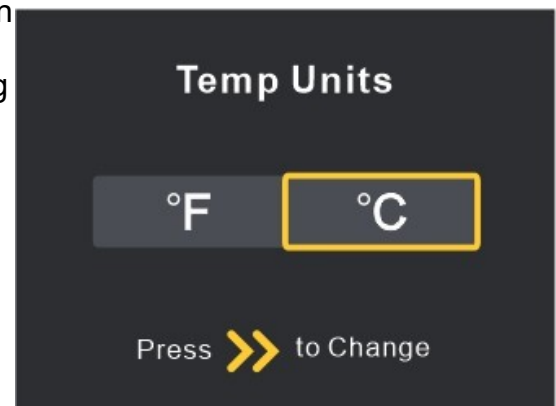 n
g
Temp Units
°F °C
Press to Change